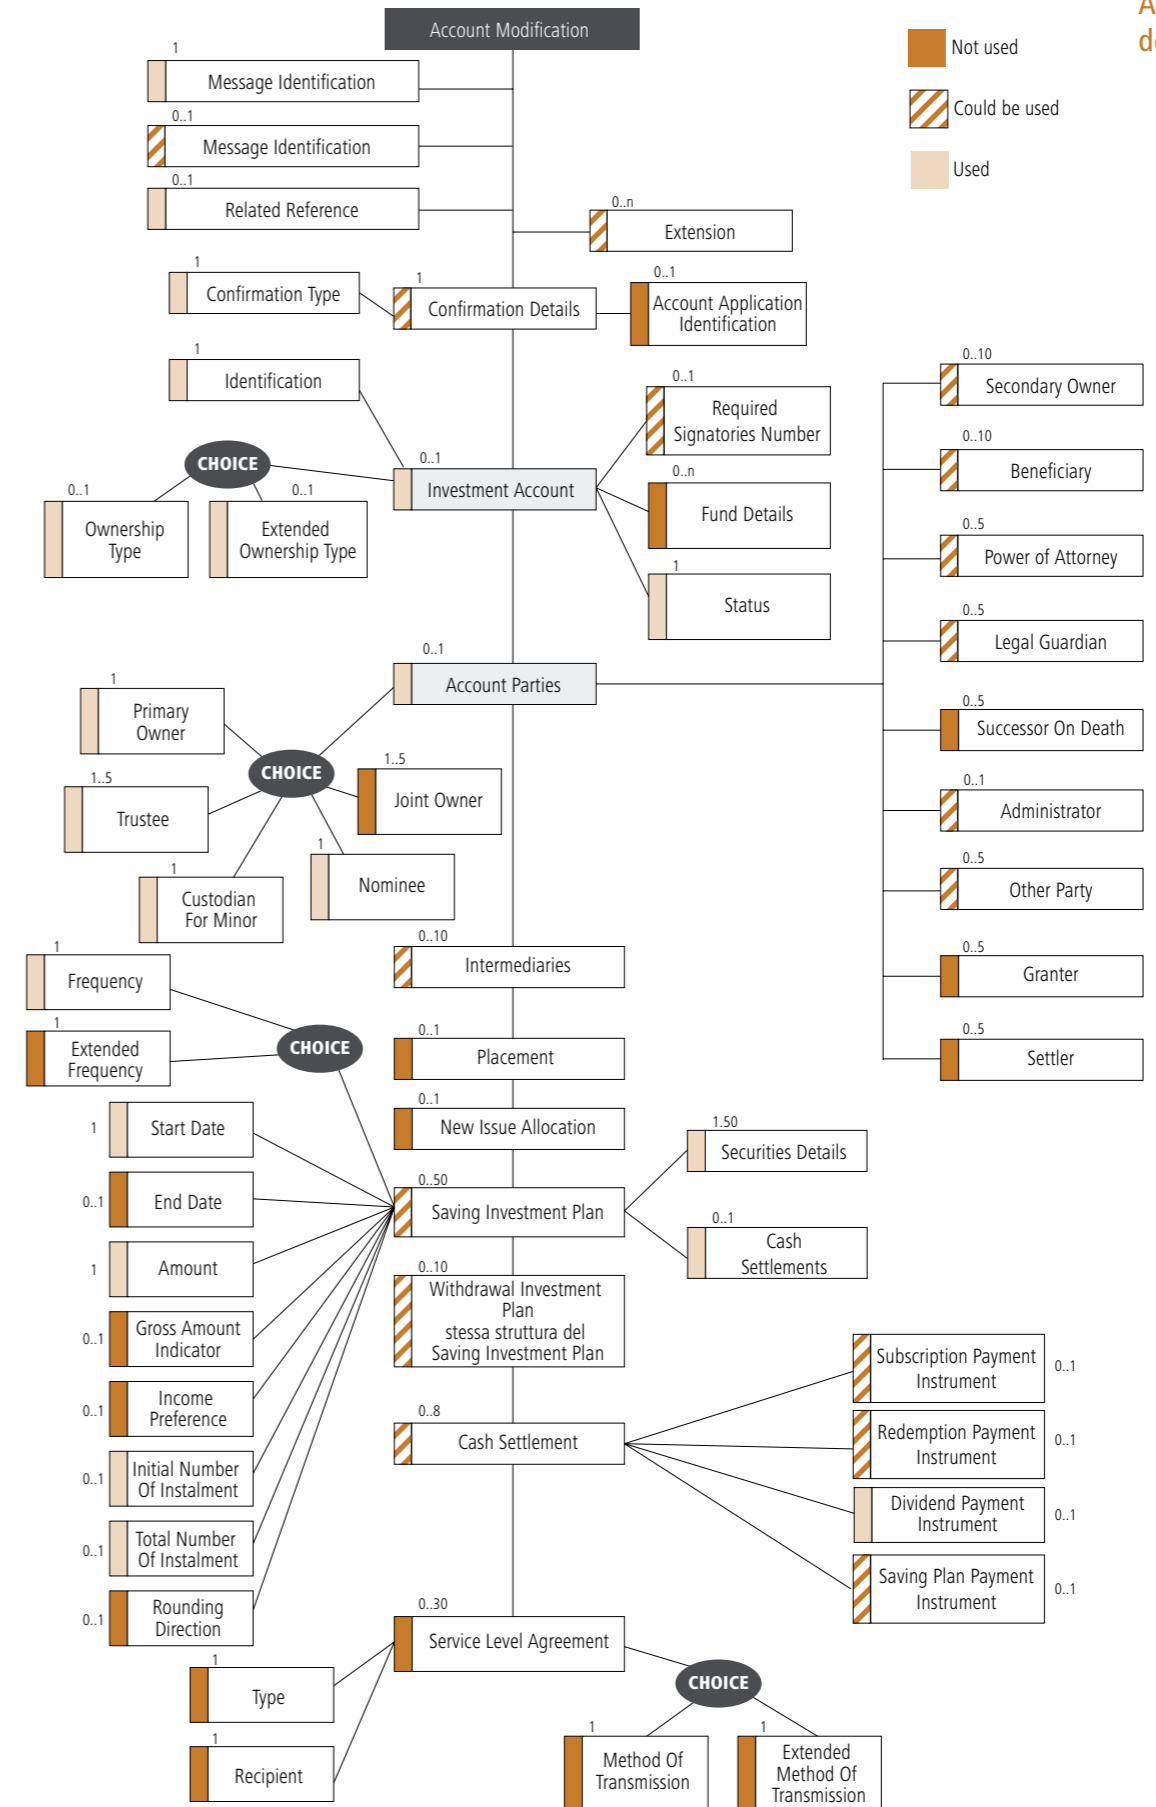 Account Modification
Not used
Could be used
Used
1
Message Identification
0..1
Message Identification
0..1
Related Reference
0..n
Extension
1
Confirmation Type
1
Confirmation Details
0..1
Account Application
Identification
1
Identification
0..1
Required
Signatories Number
0..10
Secondary Owner
CHOICE
0..1
Investment Account
0..1
Ownership
Type
0..1
Extended
Ownership Type
0..n
Fund Details
1
Status
0..10
Beneficiary
0..5
Power of Attorney
0..5
Legal Guardian
0..1
Account Parties
0..5
Successor On Death
0..1
Administrator
0..5
Other Party
0..5
Granter
0..5
Settler
1
Primary
Owner
CHOICE
1..5
Trustee
1..5
Joint Owner
1
Custodian
For Minor
1
Nominee
0..10
Intermediaries
1
Frequency
1
Extended
Frequency
CHOICE
0..1
Placement
0..1
New Issue Allocation
1
Start Date
0..1
End Date
1
Amount
0..1
Gross Amount
Indicator
0..1
Income
Preference
0..1
Initial Number
Of Instalment
0..1
Total Number
Of Instalment
0..1
Rounding
Direction
0..50
Saving Investment Plan
1.50
Securities Details
0..1
Cash
Settlements
0..10
Withdrawal Investment
Plan
stessa struttura del
Saving Investment Plan
0..8
Cash Settlement
Subscription Payment
Instrument
0..1
Redemption Payment
Instrument
0..1
Dividend Payment
Instrument
0..1
Saving Plan Payment
Instrument
0..1
0..30
Service Level Agreement
1
Type
1
Recipient
CHOICE
1
Method Of
Transmission
1
Extended
Method Of
Transmission